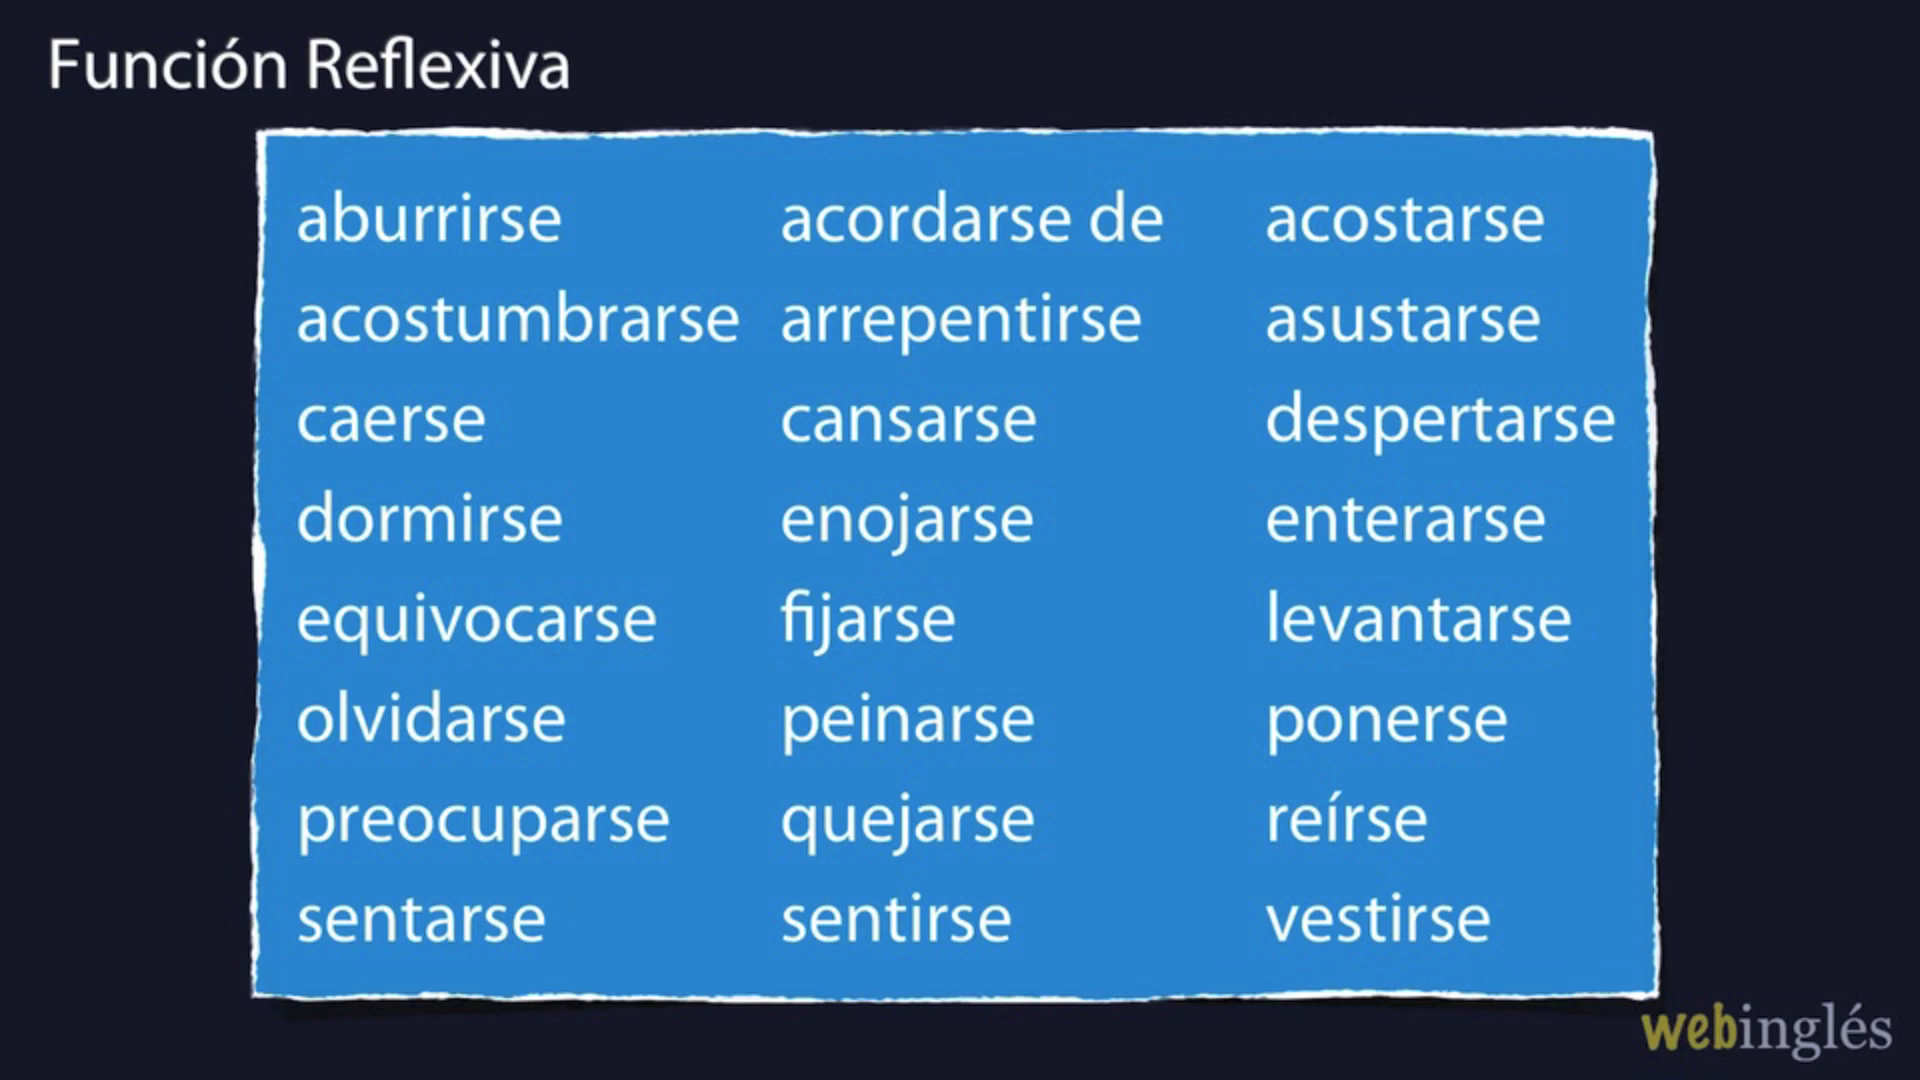 Función Reflexiva
aburrirse acordarse de acostarse
acostumbrarse arrepentirse asustarse
caerse cansarse despertarse
dormirse enojarse enterarse
equivocarse fijarse levantarse
olvidarse peinarse ponerse
preocuparse quejarse reírse
sentarse sentirse vestirse
webinglés